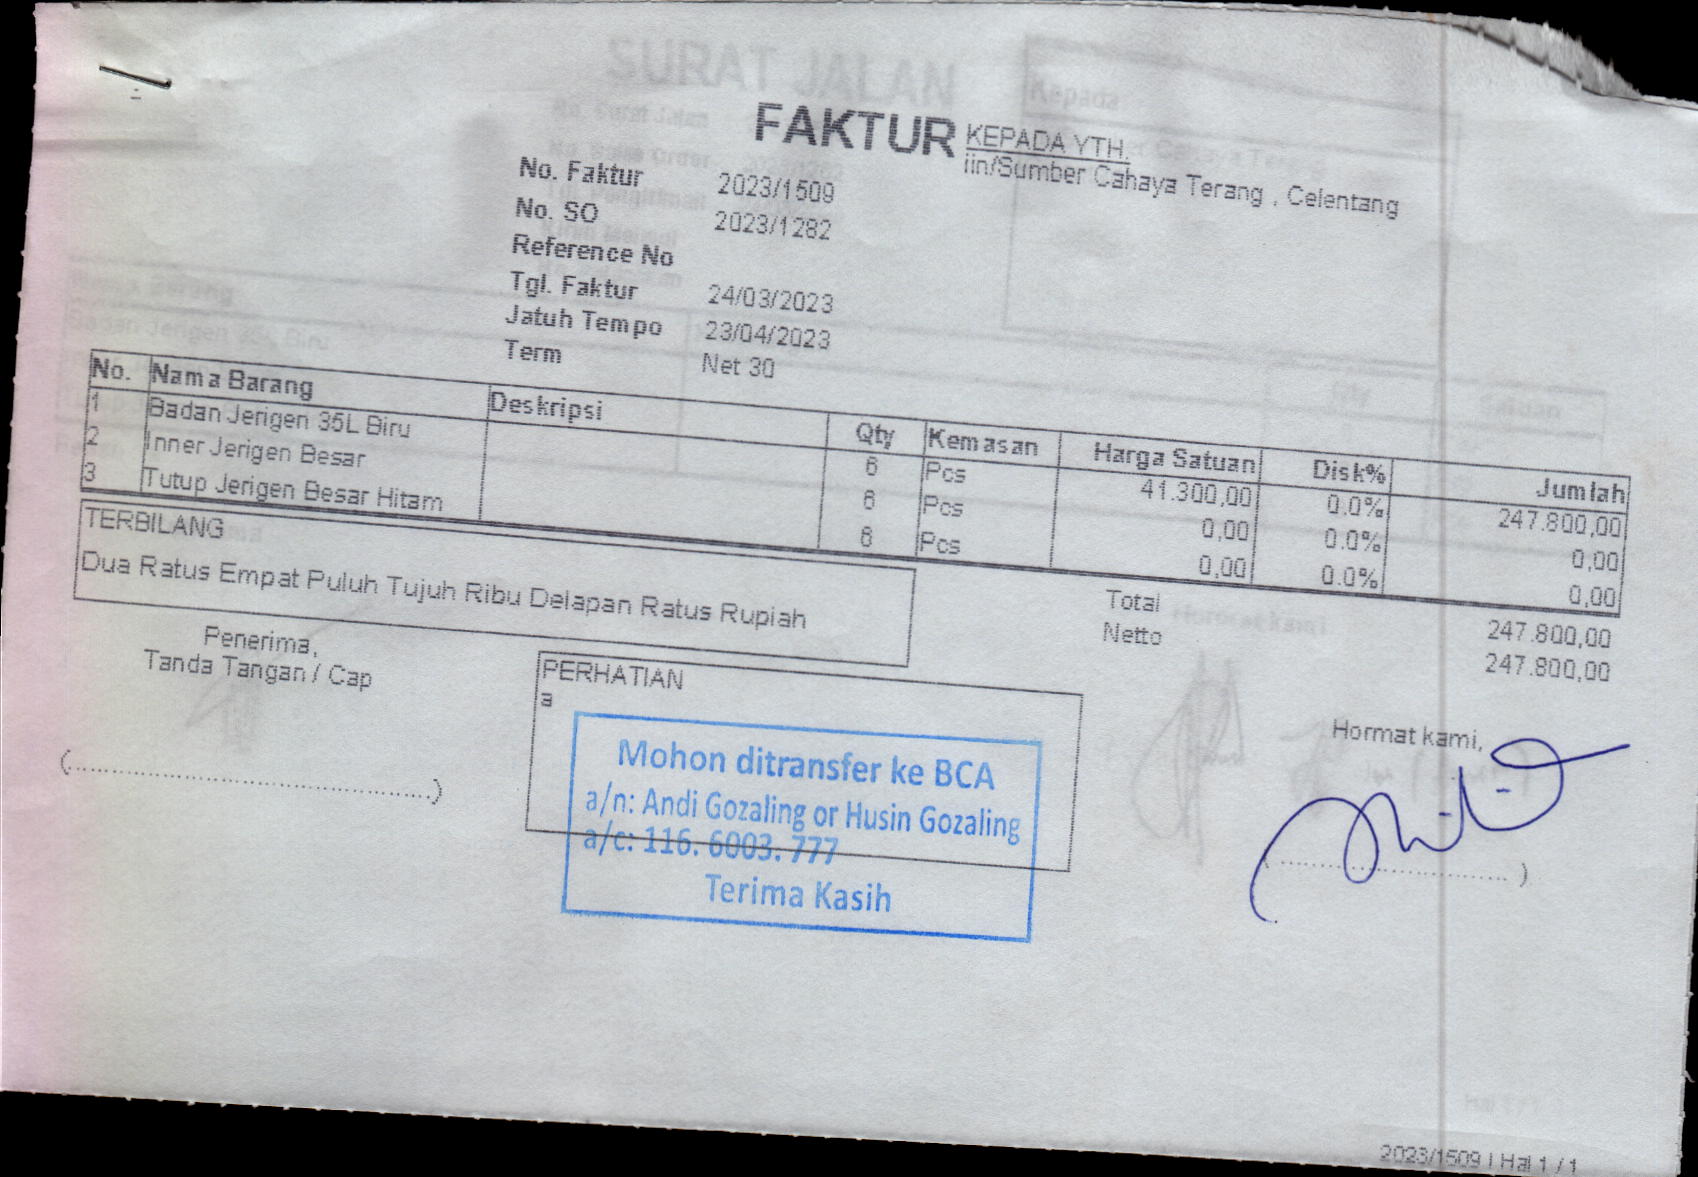 FAKTUR
KEPADA YTH.
iin/Sumber Cahaya Terang , Celentang
No. Faktur 2023/1509
No. SO 2023/1282
Reference No
Tgl. Faktur 24/03/2023
Jatuh Tempo 23/04/2023
Term Net 30
No. Nama Barang Deskripsi Qty Kemasan Harga Satuan Disk% Jumlah
1 Badan Jerigen 35L Biru 6 Pcs 41.300,00 0.0% 247.800,00
2 Inner Jerigen Besar 6 Pcs 0,00 0.0% 0,00
3 Tutup Jerigen Besar Hitam 6 Pcs 0,00 0.0% 0,00
TERBILANG
Dua Ratus Empat Puluh Tujuh Ribu Delapan Ratus Rupiah
Total 247.800,00
Netto 247.800,00
Penerima,
Tanda Tangan / Cap
(..................................................)
PERHATIAN
a
Mohon ditransfer ke BCA
a/n: Andi Gozaling or Husin Gozaling
a/c: 116. 6003. 777
Terima Kasih
Hormat kami,
( .................................... )
2023/1509 | Hal 1 / 1
SURAT JALAN
Kepada